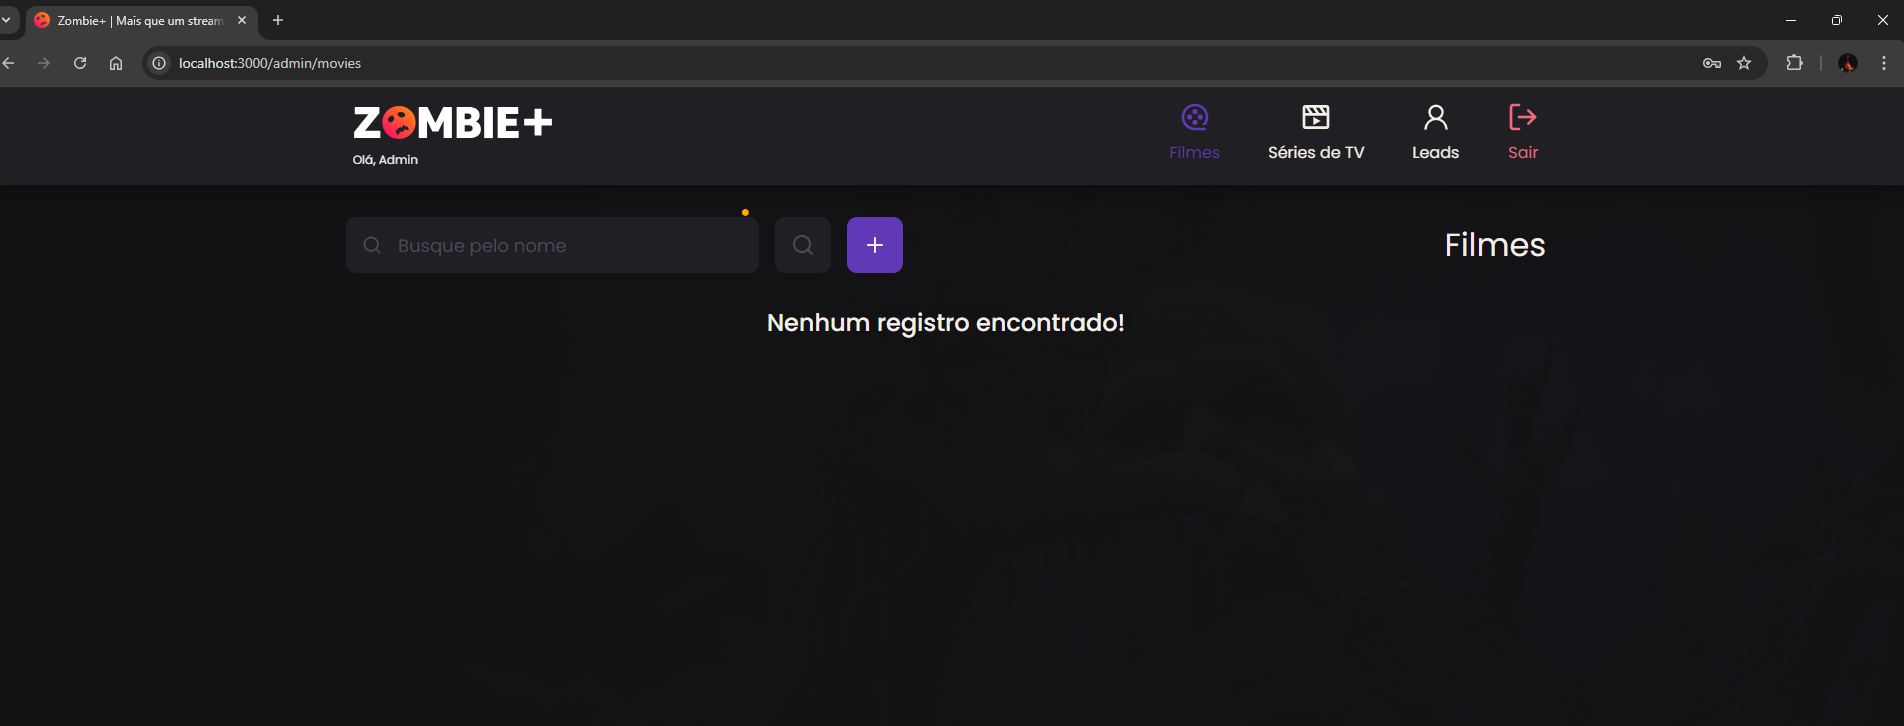 Zombie+ | Mais que um stream
localhost:3000/admin/movies
ZOMBIE+
Olá, Admin
Filmes
Séries de TV
Leads
Sair
Busque pelo nome
Filmes
Nenhum registro encontrado!